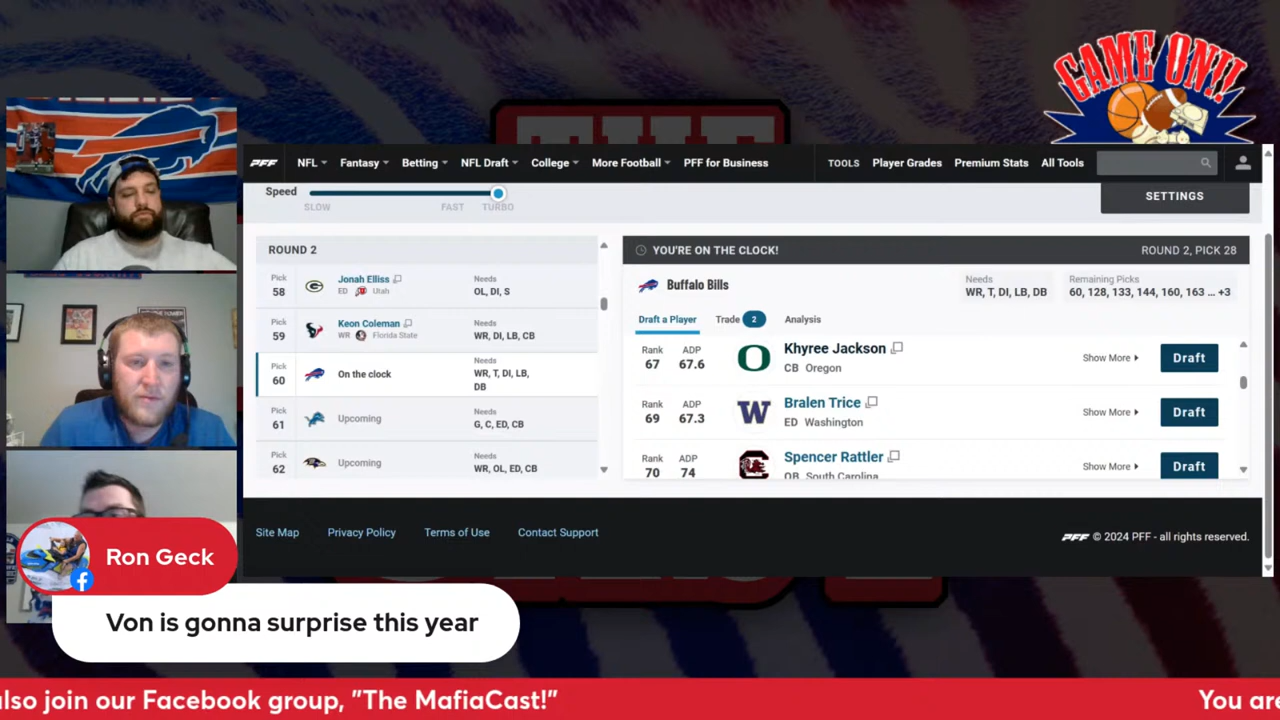 GAME ON!!
PFF
NFL
Fantasy
Betting
NFL Draft
College
More Football
PFF for Business
TOOLS
Player Grades
Premium Stats
All Tools
Speed
SLOW
FAST
TURBO
SETTINGS
ROUND 2
Pick
58
Jonah Elliss
ED Utah
Needs
OL, DI, S
Pick
59
Keon Coleman
WR Florida State
Needs
WR, DI, LB, CB
Pick
60
On the clock
Needs
WR, T, DI, LB,
DB
Pick
61
Upcoming
Needs
G, C, ED, CB
Pick
62
Upcoming
Needs
WR, OL, ED, CB
YOU'RE ON THE CLOCK!
ROUND 2, PICK 28
Buffalo Bills
Needs
WR, T, DI, LB, DB
Remaining Picks
60, 128, 133, 144, 160, 163 ... +3
Draft a Player
Trade 2
Analysis
Rank
67
ADP
67.6
Khyree Jackson
CB Oregon
Show More
Draft
Rank
69
ADP
67.3
Bralen Trice
ED Washington
Show More
Draft
Rank
70
ADP
74
Spencer Rattler
QB South Carolina
Show More
Draft
Site Map
Privacy Policy
Terms of Use
Contact Support
PFF © 2024 PFF - all rights reserved.
Ron Geck
Von is gonna surprise this year
also join our Facebook group, "The MafiaCast!"
You are